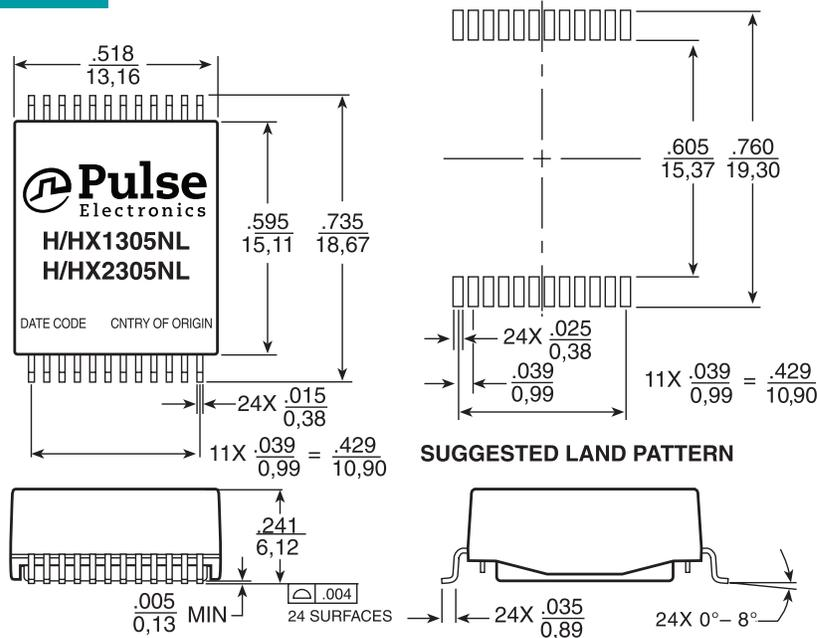 .518
13,16
Pulse
Electronics
H/HX1305NL
H/HX2305NL
DATE CODE CNTRY OF ORIGIN
.595
15,11
.735
18,67
24X .015
0,38
11X .039 = .429
0,99 10,90
.605
15,37
.760
19,30
24X .025
0,38
.039
0,99
11X .039 = .429
0,99 10,90
SUGGESTED LAND PATTERN
.241
6,12
.005
0,13 MIN
.004
24 SURFACES
24X .035
0.89
24X 0°– 8°